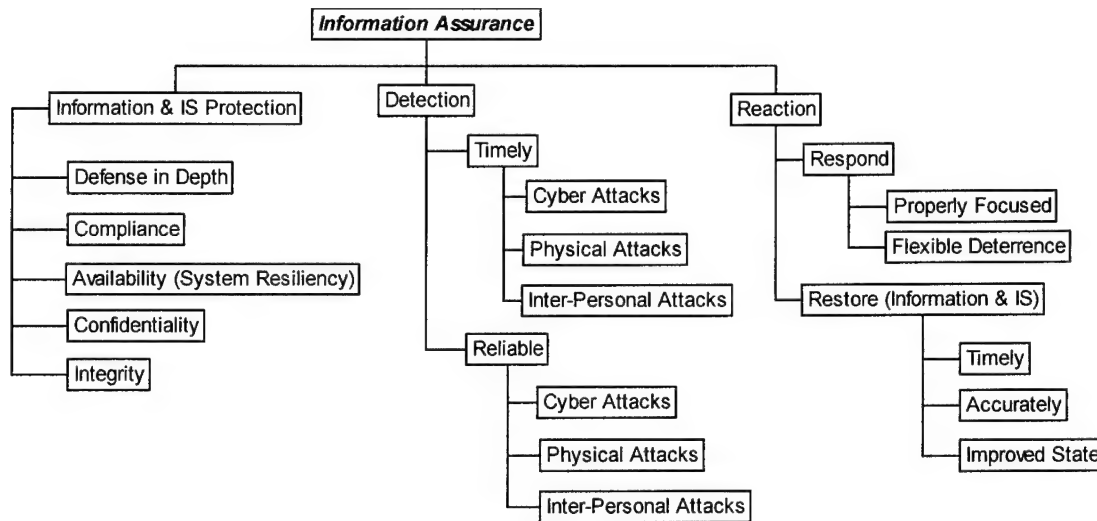 Information Assurance
Information & IS Protection
Defense in Depth
Compliance
Availability (System Resiliency)
Confidentiality
Integrity
Detection
Timely
Cyber Attacks
Physical Attacks
Inter-Personal Attacks
Reliable
Cyber Attacks
Physical Attacks
Inter-Personal Attacks
Reaction
Respond
Properly Focused
Flexible Deterrence
Restore (Information & IS)
Timely
Accurately
Improved State